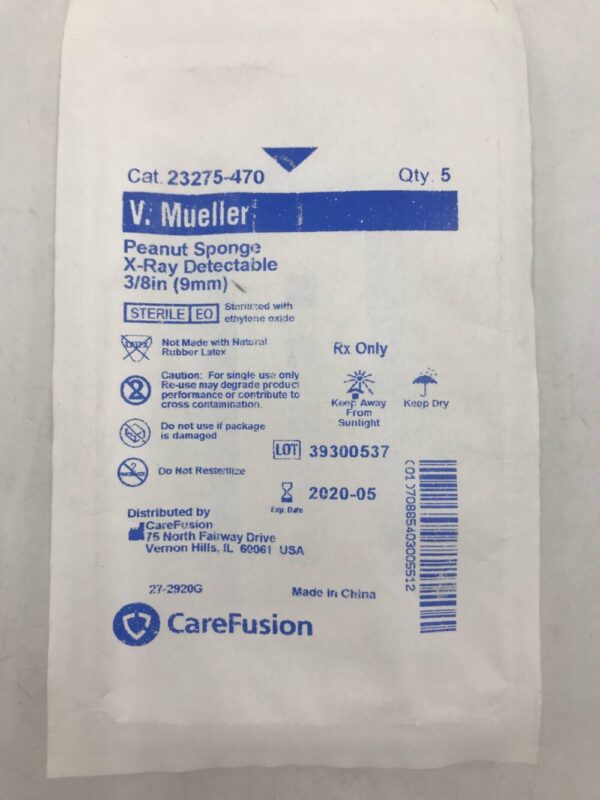 Cat. 23275-470
Qty. 5
V. Mueller
Peanut Sponge
X-Ray Detectable
3/8in (9mm)
STERILE EO
Sterilized with
ethylene oxide
LATEX
Not Made with Natural
Rubber Latex
Rx Only
2
Caution: For single use only
Re-use may degrade product
performance or contribute to
cross contamination.
Keep Away
From
Sunlight
Keep Dry
Do not use if package
is damaged
LOT 39300537
Do Not Resterilize
2020-05
Exp. Date
Distributed by
CareFusion
75 North Fairway Drive
Vernon Hills, IL 60061 USA
(01)70885403005512
27-2920G
Made in China
CareFusion